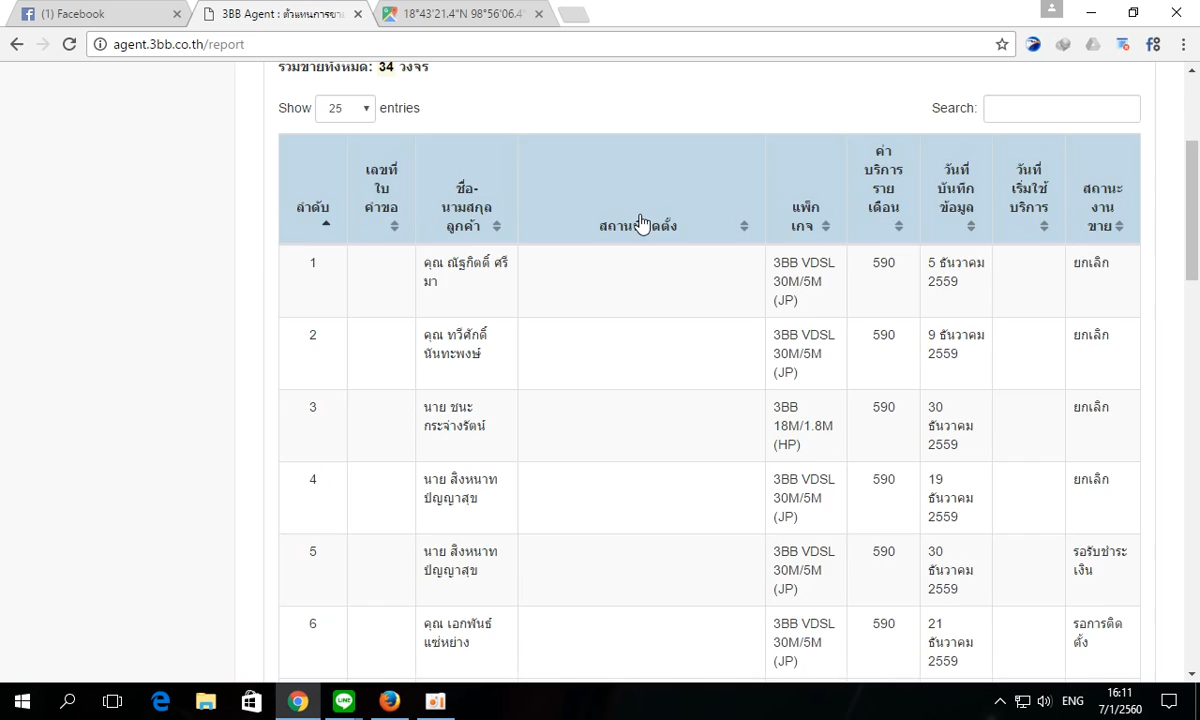 (1) Facebook
3BB Agent : ตัวแทนการขาย
18°43'21.4"N 98°56'06.4"
agent.3bb.co.th/report
รวมขายทั้งหมด: 34 วงจร
Show 25 entries
Search:
ลำดับ
เลขที่
ใบ
คำขอ
ชื่อ-
นามสกุล
ลูกค้า
แพ็ก
เกจ
ค่า
บริการ
ราย
เดือน
วันที่
บันทึก
ข้อมูล
วันที่
เริ่มใช้
บริการ
สถานะ
งาน
ขาย
1
คุณ ณัฐกิตติ์ ศรี
มา
3BB VDSL
30M/5M
(JP)
590
5 ธันวาคม
2559
ยกเลิก
2
คุณ ทวีศักดิ์
นันทะพงษ์
3BB VDSL
30M/5M
(JP)
590
9 ธันวาคม
2559
ยกเลิก
3
นาย ชนะ
กระจ่างรัตน์
3BB
18M/1.8M
(HP)
590
30
ธันวาคม
2559
ยกเลิก
4
นาย สิงหนาท
ปัญญาสุข
3BB VDSL
30M/5M
(JP)
590
19
ธันวาคม
2559
ยกเลิก
5
นาย สิงหนาท
ปัญญาสุข
3BB VDSL
30M/5M
(JP)
590
30
ธันวาคม
2559
รอรับชำระ
เงิน
6
คุณ เอกพันธ์
แซ่หย่าง
3BB VDSL
30M/5M
(JP)
590
21
ธันวาคม
2559
รอการติด
ตั้ง
ENG
16:11
7/1/2560